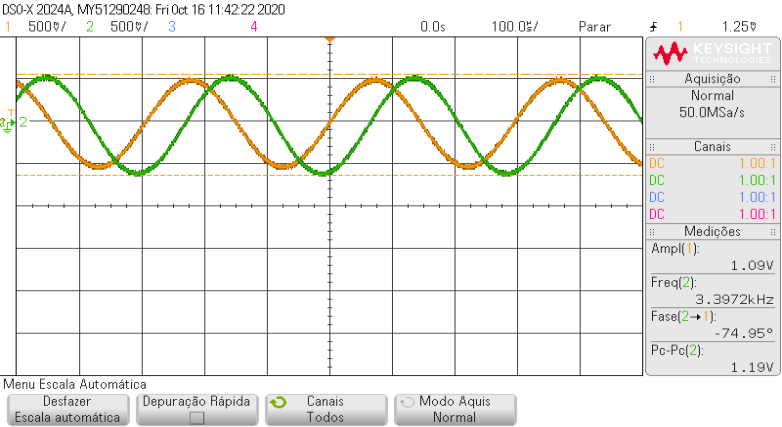 DSO-X 2024A, MY51290248: Fri Oct 16 11:42:22 2020
1 500㎷/ 2 500㎷/ 3 4 0.0s 100.0㎲/ Parar 1 1.25V
KEYSIGHT
TECHNOLOGIES
Aquisição
Normal
50.0MSa/s
Canais
DC 1.00:1
DC 1.00:1
DC 1.00:1
DC 1.00:1
Medições
Ampl(1):
1.09V
Freq(2):
3.3972kHz
Fase(2→1):
-74.95°
Pc-Pc(2):
1.19V
T
2 2
Menu Escala Automática
Desfazer
Escala automática
Depuração Rápida
Canais
Todos
Modo Aquis
Normal